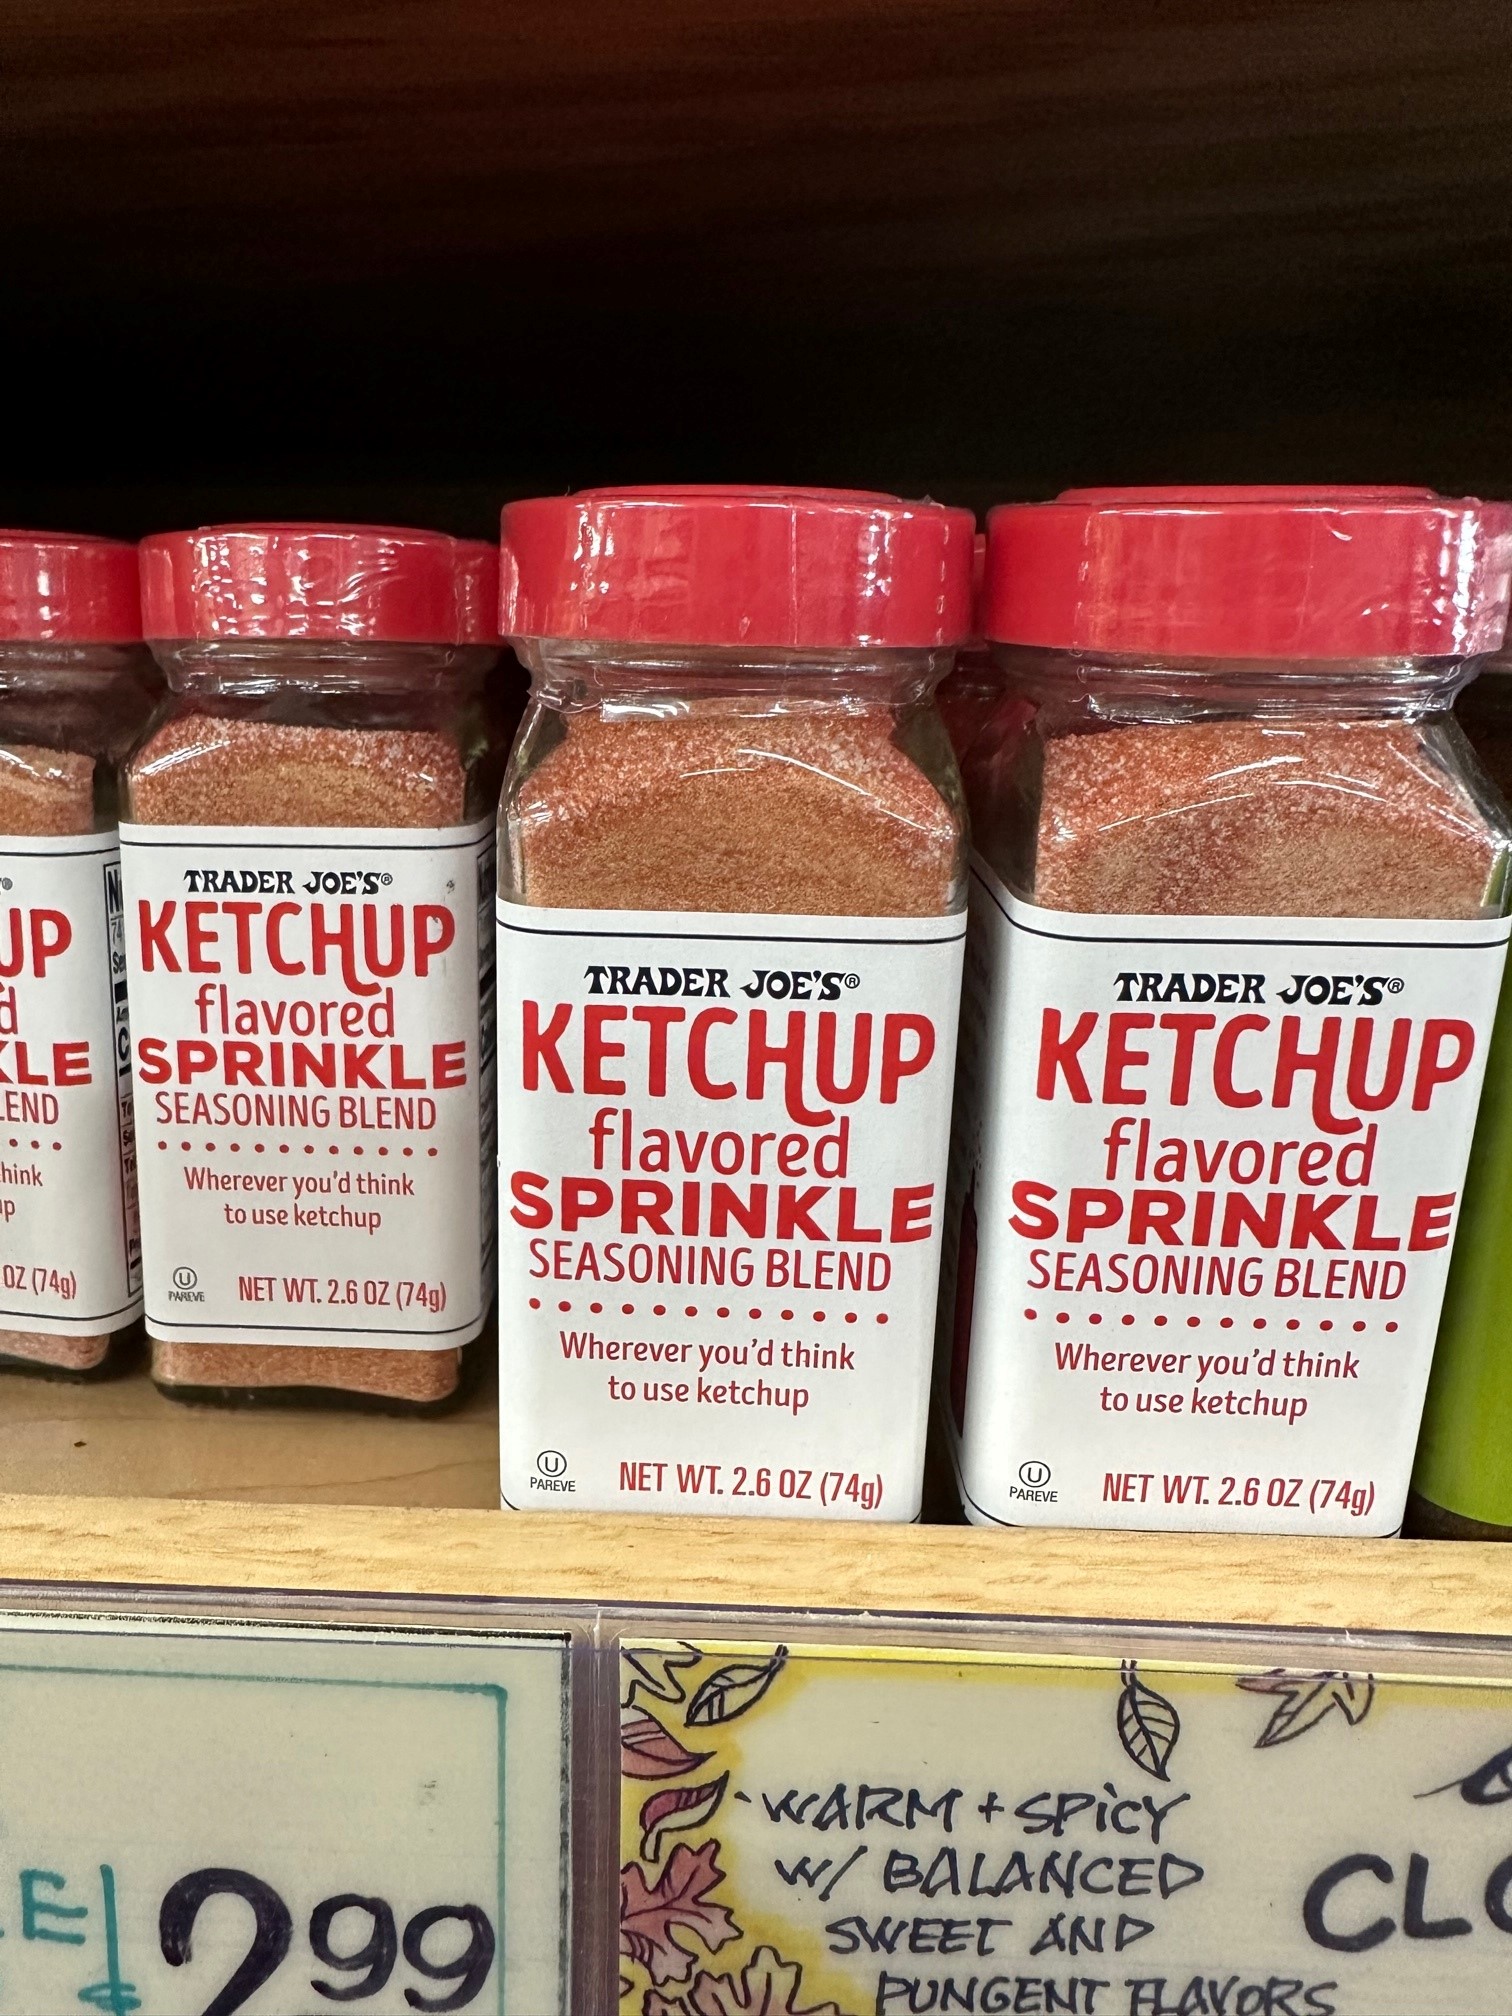 TRADER JOE'S®
KETCHUP
flavored
SPRINKLE
SEASONING BLEND
Wherever you'd think
to use ketchup
U
PAREVE
NET WT. 2.6 OZ (74g)
TRADER JOE'S®
KETCHUP
flavored
SPRINKLE
SEASONING BLEND
Wherever you'd think
to use ketchup
U
PAREVE
NET WT. 2.6 OZ (74g)
TRADER JOE'S®
KETCHUP
flavored
SPRINKLE
SEASONING BLEND
Wherever you'd think
to use ketchup
U
PAREVE
NET WT. 2.6 OZ (74g)
OZ (74g)
2.99
WARM + SPICY
W/ BALANCED
SWEET AND
PUNGENT FLAVORS